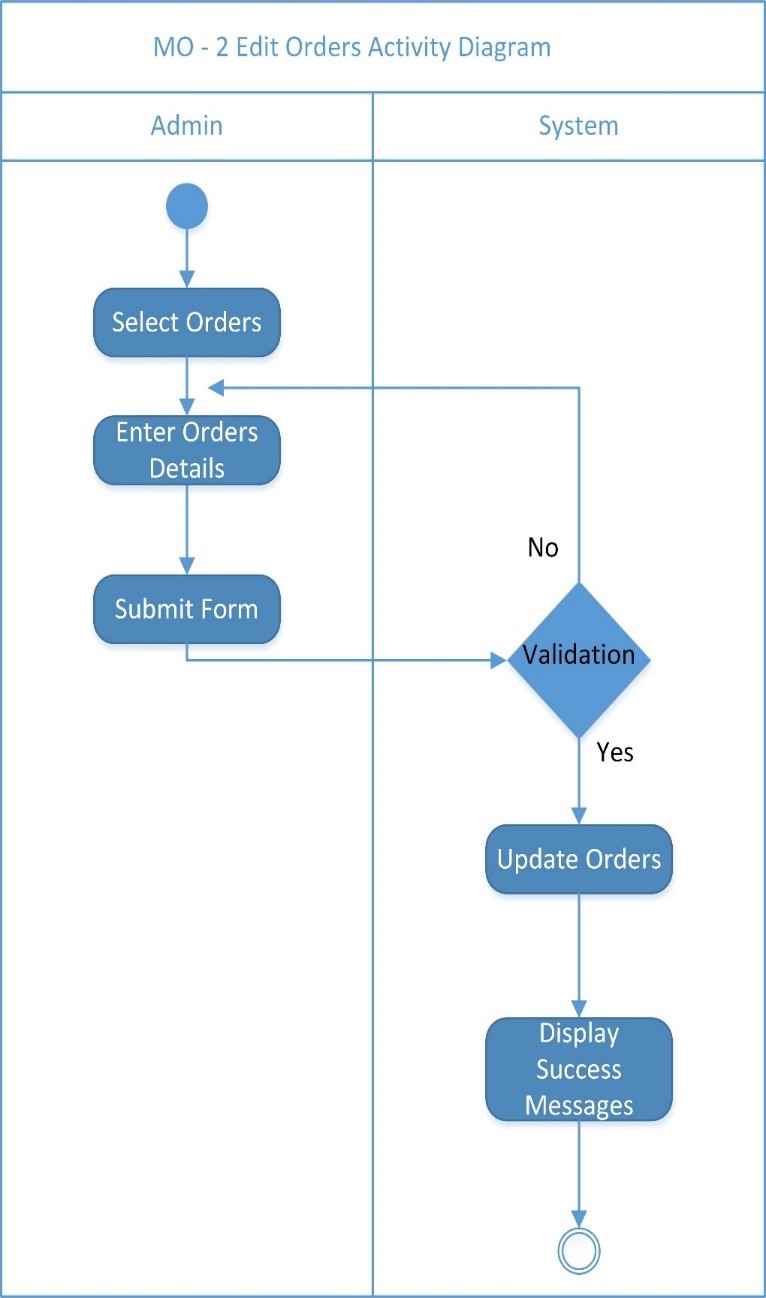 MO - 2 Edit Orders Activity Diagram
Admin
System
Select Orders
Enter Orders
Details
No
Submit Form
Validation
Yes
Update Orders
Display
Success
Messages